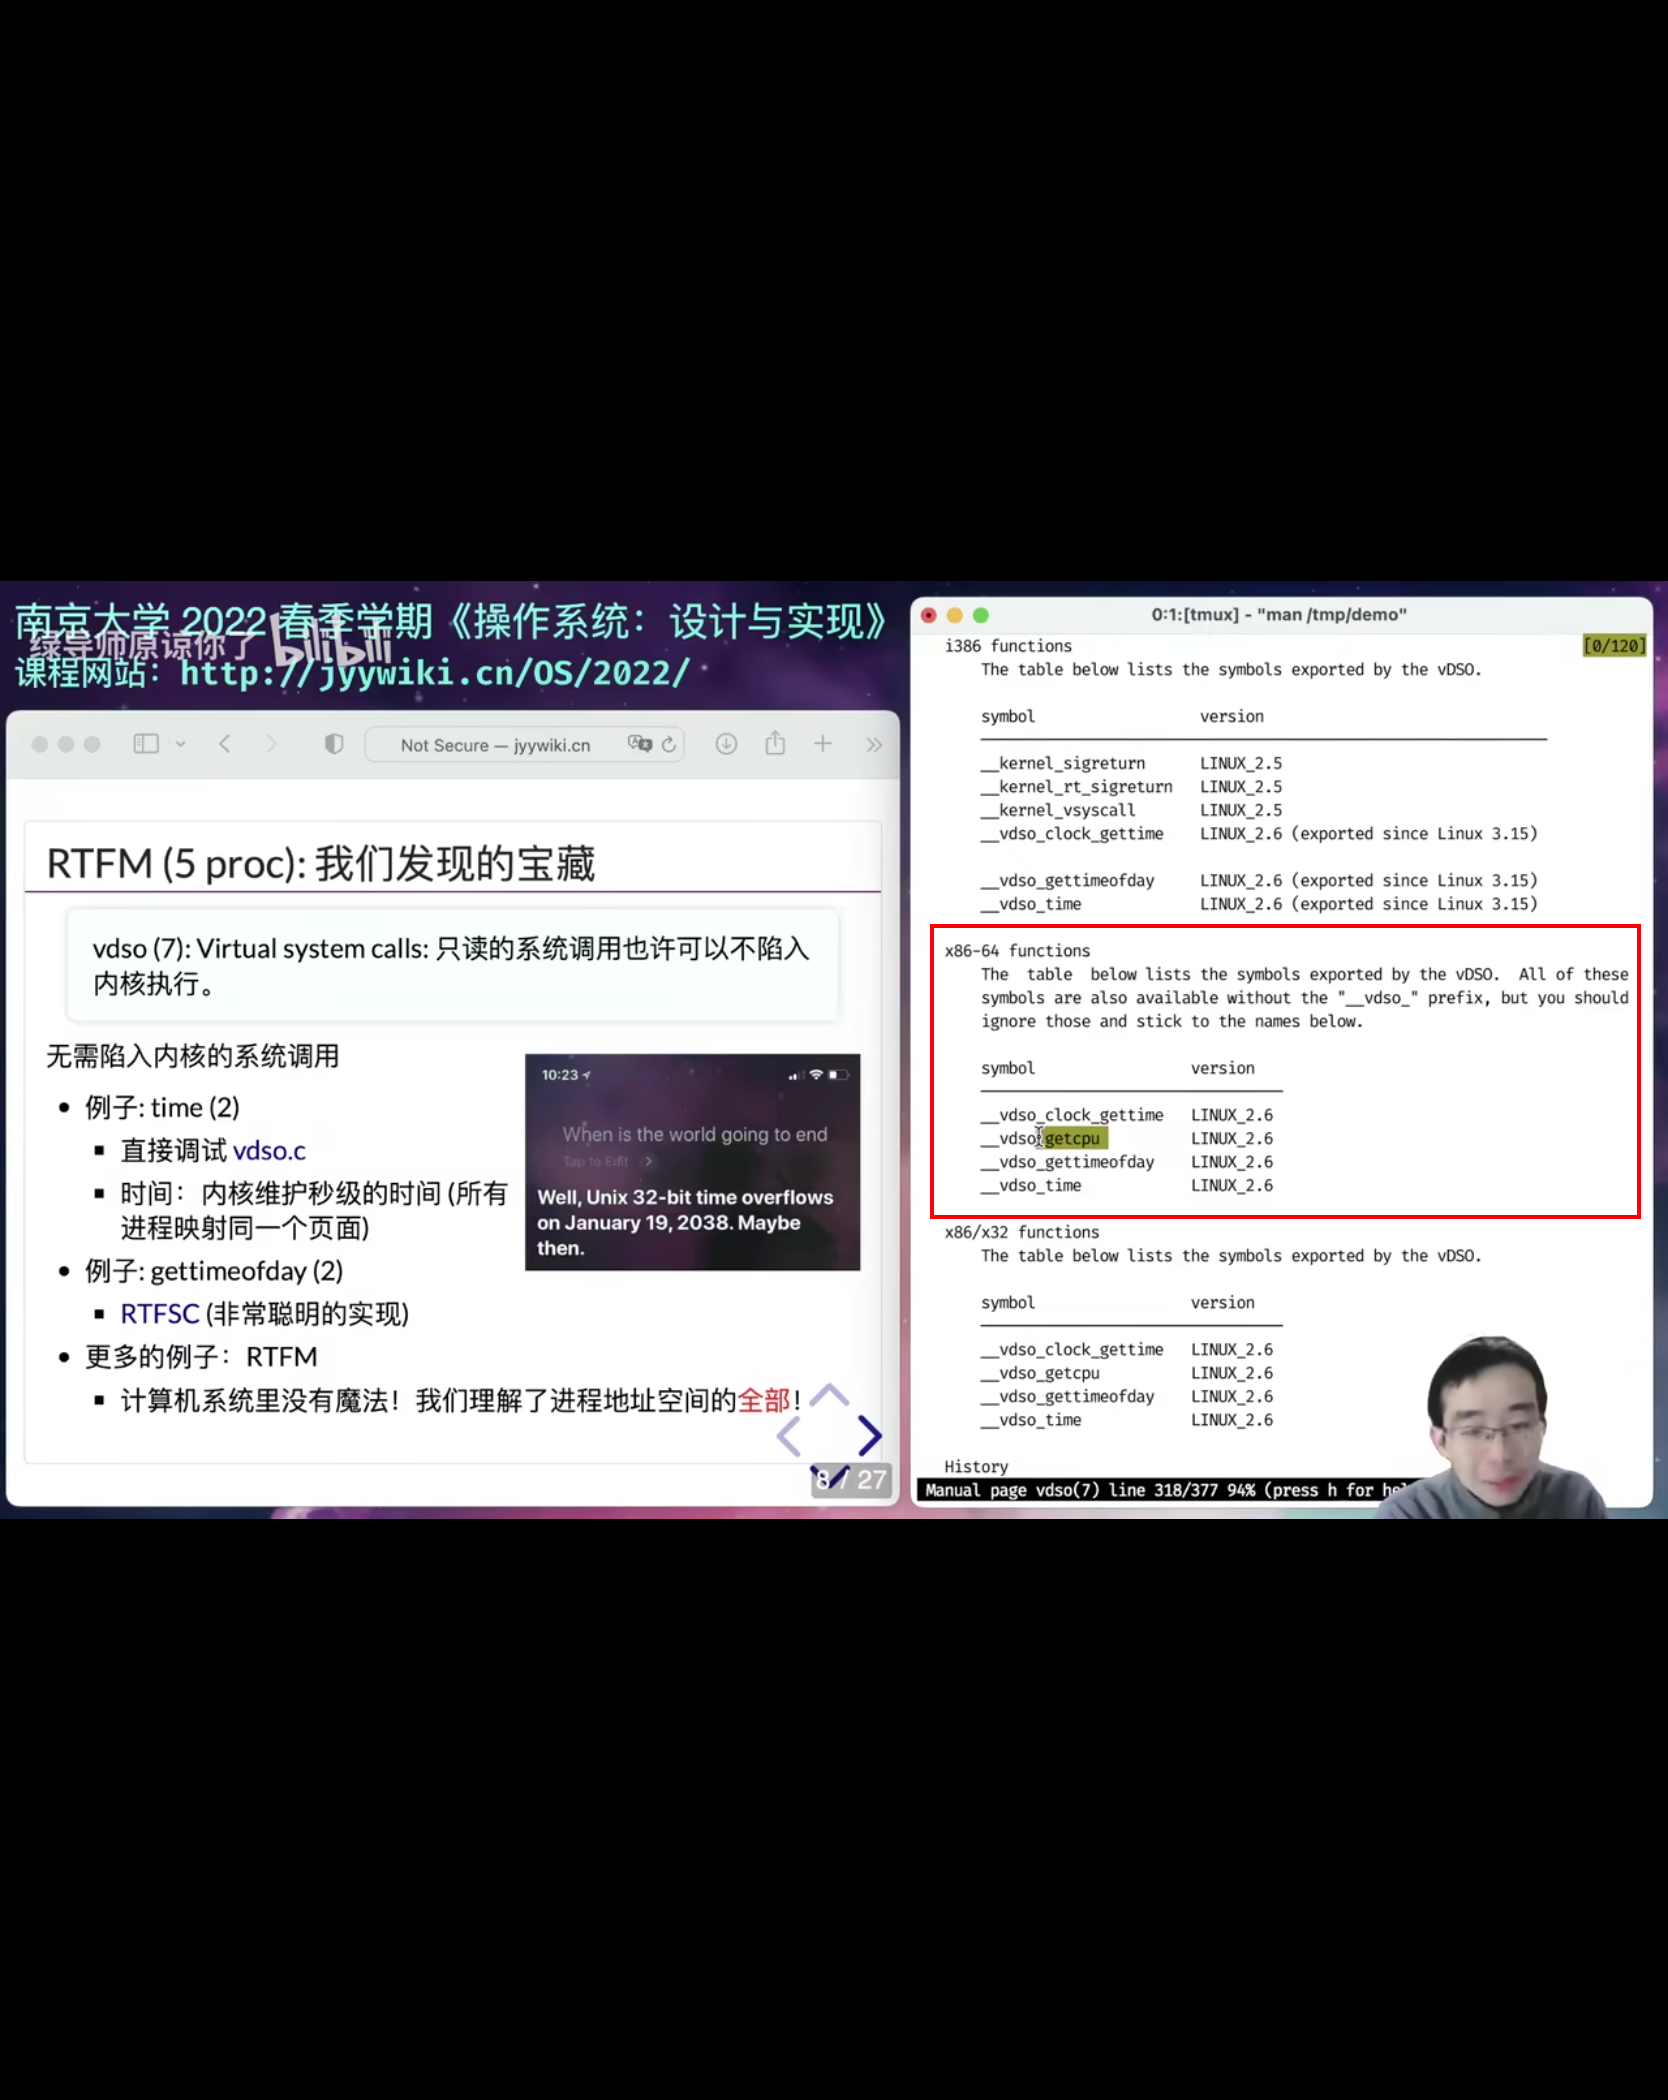 南京大学 2022 春季学期《操作系统：设计与实现》
绿导师原谅你了 bilibili
课程网站：http://jyywiki.cn/OS/2022/
Not Secure — jyywiki.cn
RTFM (5 proc): 我们发现的宝藏
vdso (7): Virtual system calls: 只读的系统调用也许可以不陷入
内核执行。
无需陷入内核的系统调用
• 例子: time (2)
▪ 直接调试 vdso.c
▪ 时间：内核维护秒级的时间 (所有
进程映射同一个页面)
• 例子: gettimeofday (2)
▪ RTFSC (非常聪明的实现)
• 更多的例子：RTFM
▪ 计算机系统里没有魔法！我们理解了进程地址空间的全部！
10:23
When is the world going to end
Tap to Edit >
Well, Unix 32-bit time overflows
on January 19, 2038. Maybe
then.
8 / 27
0:1:[tmux] - "man /tmp/demo"
i386 functions [0/120]
The table below lists the symbols exported by the vDSO.
symbol version
__kernel_sigreturn LINUX_2.5
__kernel_rt_sigreturn LINUX_2.5
__kernel_vsyscall LINUX_2.5
__vdso_clock_gettime LINUX_2.6 (exported since Linux 3.15)
__vdso_gettimeofday LINUX_2.6 (exported since Linux 3.15)
__vdso_time LINUX_2.6 (exported since Linux 3.15)
x86-64 functions
The table below lists the symbols exported by the vDSO. All of these
symbols are also available without the "__vdso_" prefix, but you should
ignore those and stick to the names below.
symbol version
__vdso_clock_gettime LINUX_2.6
__vdso_getcpu LINUX_2.6
__vdso_gettimeofday LINUX_2.6
__vdso_time LINUX_2.6
x86/x32 functions
The table below lists the symbols exported by the vDSO.
symbol version
__vdso_clock_gettime LINUX_2.6
__vdso_getcpu LINUX_2.6
__vdso_gettimeofday LINUX_2.6
__vdso_time LINUX_2.6
History
Manual page vdso(7) line 318/377 94% (press h for